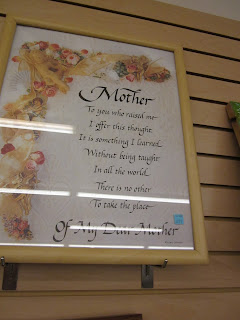 Mother
To you who raised me
I offer this thought
It is something I learned
Without being taught
In all the world
There is no other
To take the place
Of My Dear Mother